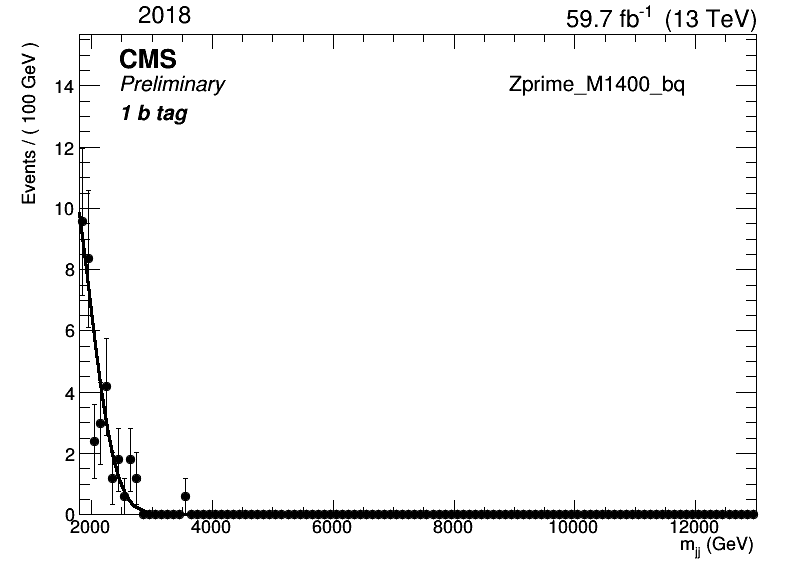 2018
59.7 fb⁻¹ (13 TeV)
CMS
Preliminary
Zprime_M1400_bq
1 b tag
Events / ( 100 GeV )
14
12
10
8
6
4
2
0
2000 4000 6000 8000 10000 12000
m_jj (GeV)